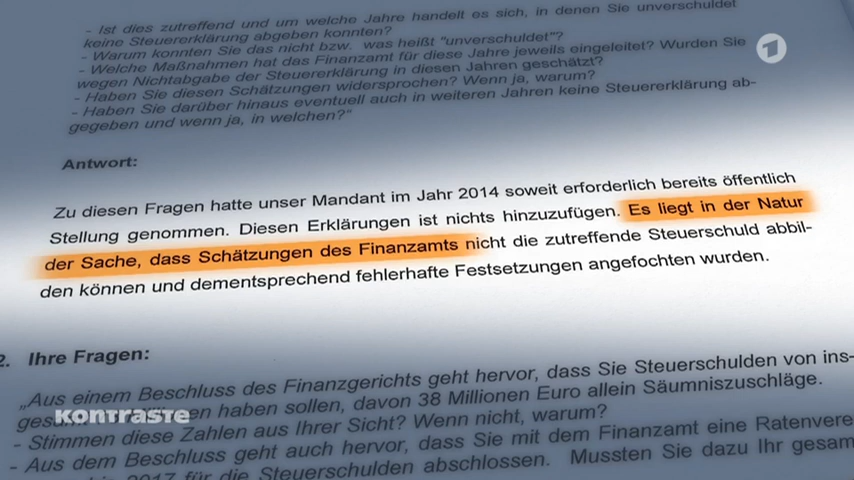 - Ist dies zutreffend und um welche Jahre handelt es sich, in denen Sie unverschuldet
keine Steuererklärung abgeben konnten?
- Warum konnten Sie das nicht bzw. was heißt "unverschuldet"?
- Welche Maßnahmen hat das Finanzamt für diese Jahre jeweils eingeleitet? Wurden Sie
wegen Nichtabgabe der Steuererklärung in diesen Jahren geschätzt?
- Haben Sie diesen Schätzungen widersprochen? Wenn ja, warum?
- Haben Sie darüber hinaus eventuell auch in weiteren Jahren keine Steuererklärung ab-
gegeben und wenn ja, in welchen?"
Antwort:
Zu diesen Fragen hatte unser Mandant im Jahr 2014 soweit erforderlich bereits öffentlich
Stellung genommen. Diesen Erklärungen ist nichts hinzuzufügen. Es liegt in der Natur
der Sache, dass Schätzungen des Finanzamts nicht die zutreffende Steuerschuld abbil-
den können und dementsprechend fehlerhafte Festsetzungen angefochten wurden.
2. Ihre Fragen:
„Aus einem Beschluss des Finanzgerichts geht hervor, dass Sie Steuerschulden von ins-
haben sollen, davon 38 Millionen Euro allein Säumniszuschläge.
- Stimmen diese Zahlen aus Ihrer Sicht? Wenn nicht, warum?
- Aus dem Beschluss geht auch hervor, dass Sie mit dem Finanzamt eine Ratenvere
2017 für die Steuerschulden abschlossen. Mussten Sie dazu Ihr gesam
KONTRASTE
1